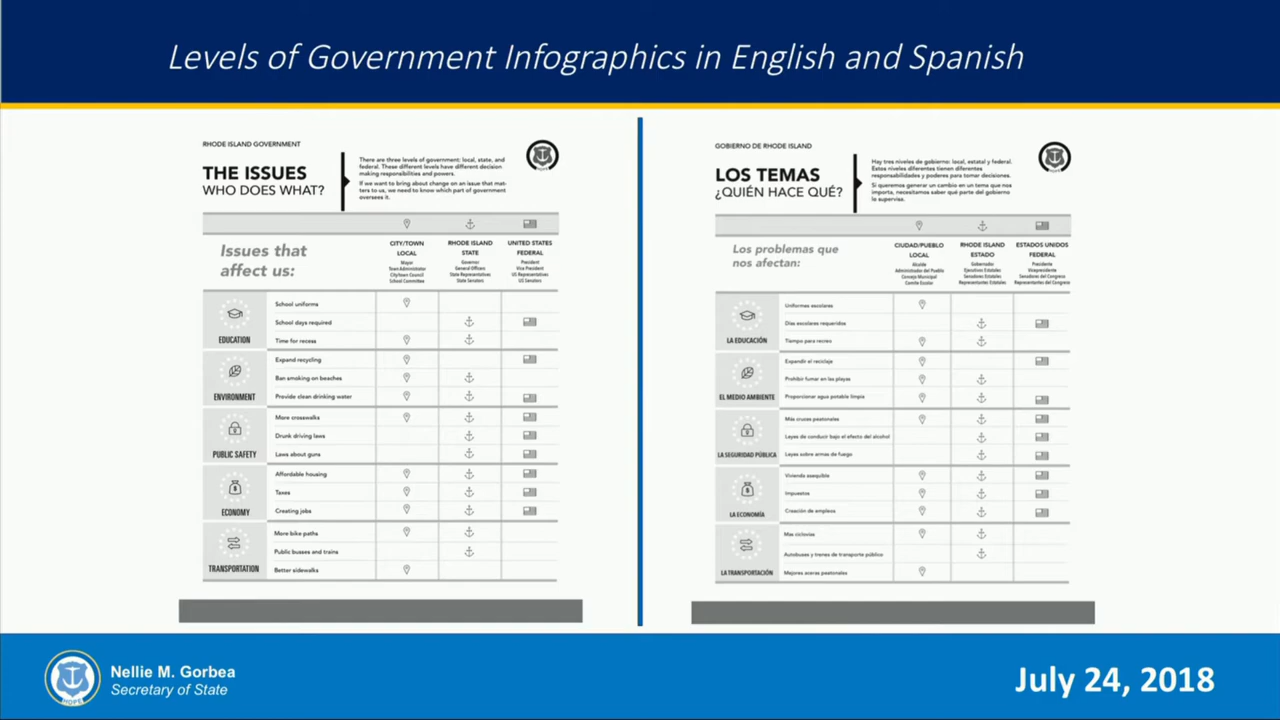 Levels of Government Infographics in English and Spanish
RHODE ISLAND GOVERNMENT
THE ISSUES
WHO DOES WHAT?
There are three levels of government: local, state, and
federal. These different levels have different decision
making responsibilities and powers.
If we want to bring about change on an issue that mat-
ters to us, we need to know which part of government
oversees it.
Issues that
affect us:
CITY/TOWN
LOCAL
Mayor
Town Administrator
City/Town Council
School Committee
RHODE ISLAND
STATE
Governor
General Officers
State Representatives
State Senators
UNITED STATES
FEDERAL
President
Vice President
US Representatives
US Senators
EDUCATION
School uniforms
School days required
Time for recess
ENVIRONMENT
Expand recycling
Ban smoking on beaches
Provide clean drinking water
PUBLIC SAFETY
More crosswalks
Drunk driving laws
Laws about guns
ECONOMY
Affordable housing
Taxes
Creating jobs
TRANSPORTATION
More bike paths
Public busses and trains
Better sidewalks
GOBIERNO DE RHODE ISLAND
LOS TEMAS
¿QUIÉN HACE QUÉ?
Hay tres niveles de gobierno: local, estatal y federal.
Estos niveles diferentes tienen diferentes
responsabilidades y poderes para tomar decisiones.
Si queremos generar un cambio en un tema que nos
importa, necesitamos saber qué parte del gobierno
lo supervisa.
Los problemas que
nos afectan:
CIUDAD/PUEBLO
LOCAL
Alcalde
Administrador del Pueblo
Consejo Municipal
Comite Escolar
RHODE ISLAND
ESTADO
Gobernador
Ejecutivos Estatales
Senadores Estatales
Representantes Estatales
ESTADOS UNIDOS
FEDERAL
Presidente
Vicepresidente
Senadores del Congreso
Representantes del Congreso
LA EDUCACIÓN
Uniformes escolares
Días escolares requeridos
Tiempo para recreo
EL MEDIO AMBIENTE
Expandir el reciclaje
Prohibir fumar en las playas
Proporcionar agua potable limpia
LA SEGURIDAD PÚBLICA
Más cruces peatonales
Leyes de conducir bajo el efecto del alcohol
Leyes sobre armas de fuego
LA ECONOMÍA
Vivienda asequible
Impuestos
Creación de empleos
LA TRANSPORTACIÓN
Mas ciclovías
Autobuses y trenes de transporte público
Mejores aceras peatonales
HOPE
Nellie M. Gorbea
Secretary of State
July 24, 2018